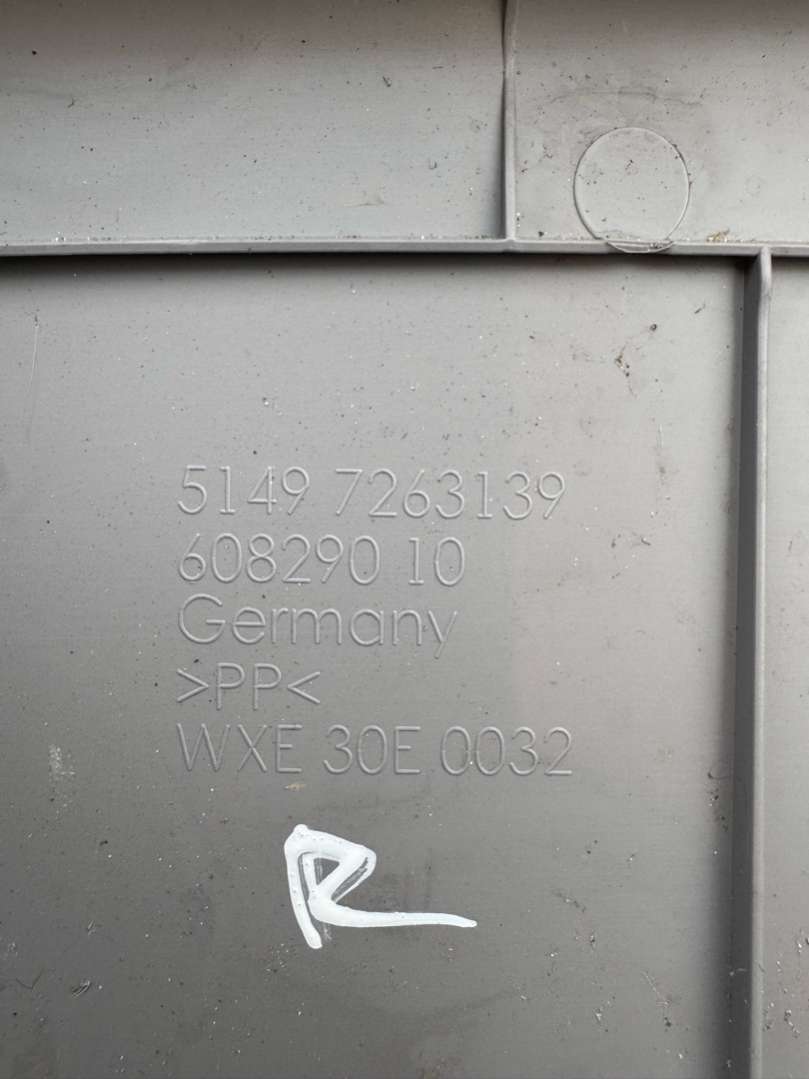 5149 7263139
608290 10
Germany
>PP<
WXE 30E 0032
R